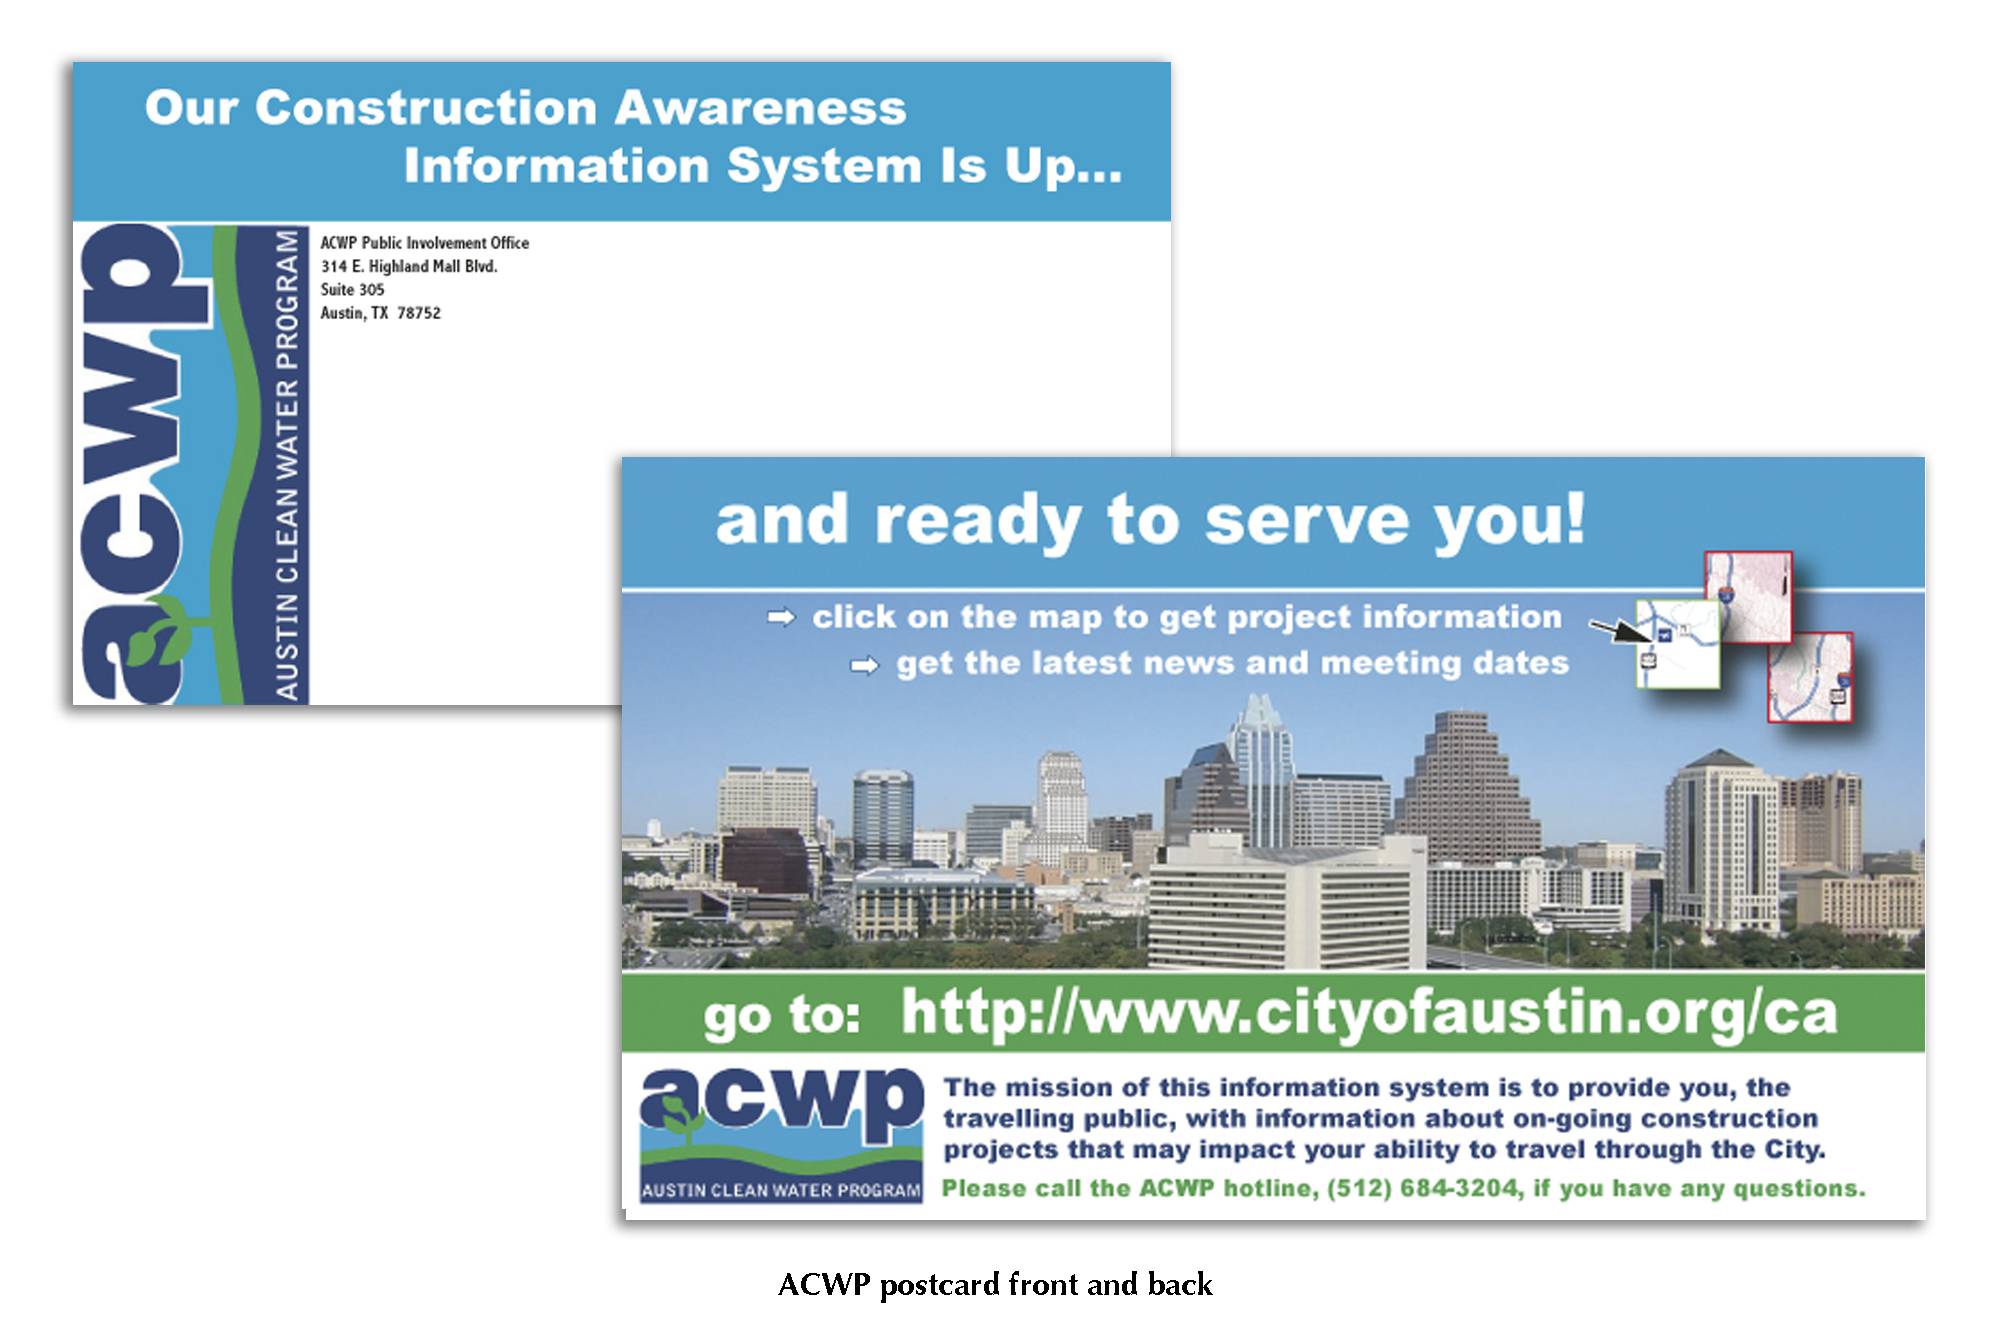 Our Construction Awareness
Information System Is Up...
acwp
AUSTIN CLEAN WATER PROGRAM
ACWP Public Involvement Office
314 E. Highland Mall Blvd.
Suite 305
Austin, TX  78752
and ready to serve you!
click on the map to get project information
get the latest news and meeting dates
go to:  http://www.cityofaustin.org/ca
acwp
AUSTIN CLEAN WATER PROGRAM
The mission of this information system is to provide you, the
travelling public, with information about on-going construction
projects that may impact your ability to travel through the City.
Please call the ACWP hotline, (512) 684-3204, if you have any questions.
ACWP postcard front and back